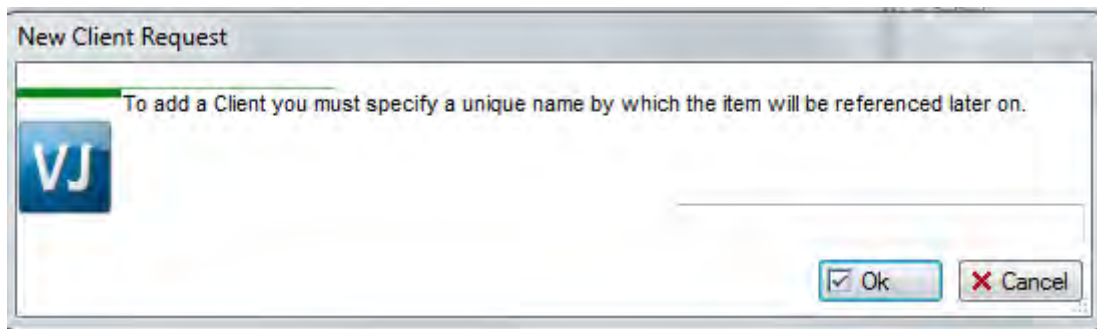 New Client Request
To add a Client you must specify a unique name by which the item will be referenced later on.
VJ
Ok
Cancel